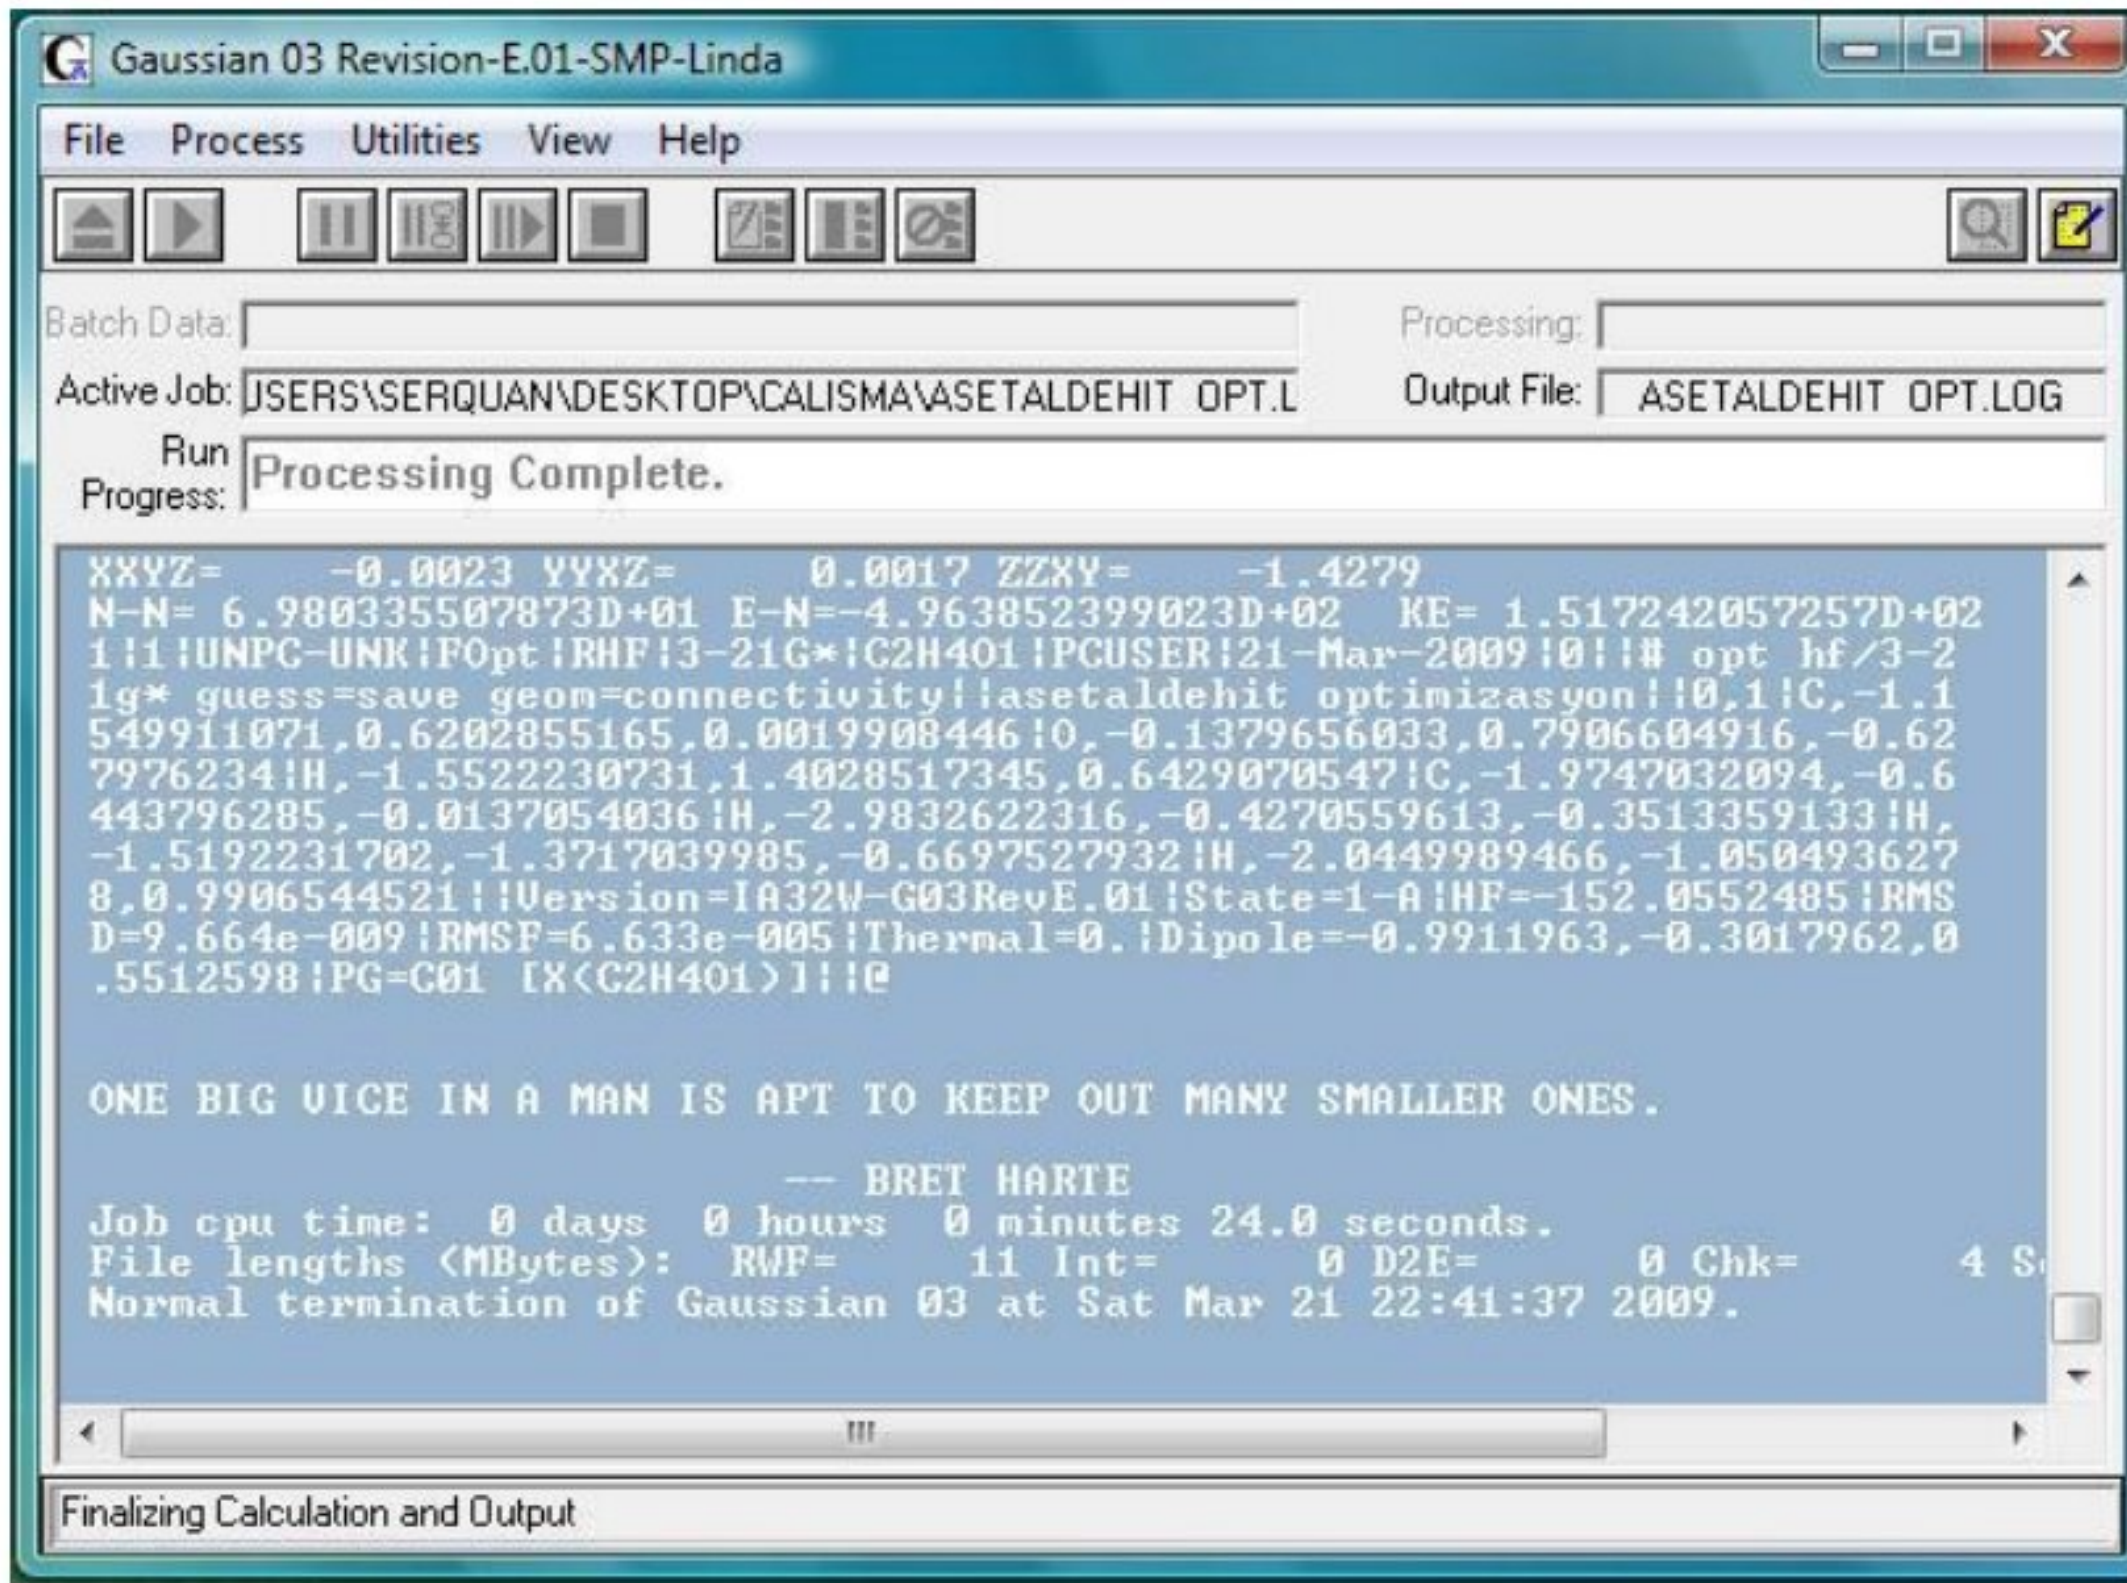 Gaussian 03 Revision-E.01-SMP-Linda
File Process Utilities View Help
Batch Data: Processing:
Active Job: JSERS\SERQUAN\DESKTOP\CALISMA\ASETALDEHIT OPT.L Output File: ASETALDEHIT OPT.LOG
Run
Progress: Processing Complete.
XXYZ= -0.0023 YYXZ= 0.0017 ZZXY= -1.4279
N-N= 6.980335507873D+01 E-N=-4.963852399023D+02 KE= 1.517242057257D+02
1|1|UNPC-UNK|FOpt|RHF|3-21G*|C2H4O1|PCUSER|21-Mar-2009|0||# opt hf/3-2
1g* guess=save geom=connectivity||asetaldehit optimizasyon||0,1|C,-1.1
549911071,0.6202855165,0.0019908446|O,-0.1379656033,0.7906604916,-0.62
7976234|H,-1.5522230731,1.4028517345,0.6429070547|C,-1.9747032094,-0.6
443796285,-0.0137054036|H,-2.9832622316,-0.4270559613,-0.3513359133|H,
-1.5192231702,-1.3717039985,-0.6697527932|H,-2.0449989466,-1.050493627
8,0.9906544521||Version=IA32W-G03RevE.01|State=1-A|HF=-152.0552485|RMS
D=9.664e-009|RMSF=6.633e-005|Thermal=0.|Dipole=-0.9911963,-0.3017962,0
.5512598|PG=C01 [X(C2H4O1)]||@
ONE BIG VICE IN A MAN IS APT TO KEEP OUT MANY SMALLER ONES.
-- BRET HARTE
Job cpu time: 0 days 0 hours 0 minutes 24.0 seconds.
File lengths (MBytes): RWF= 11 Int= 0 D2E= 0 Chk= 4
Normal termination of Gaussian 03 at Sat Mar 21 22:41:37 2009.
Finalizing Calculation and Output